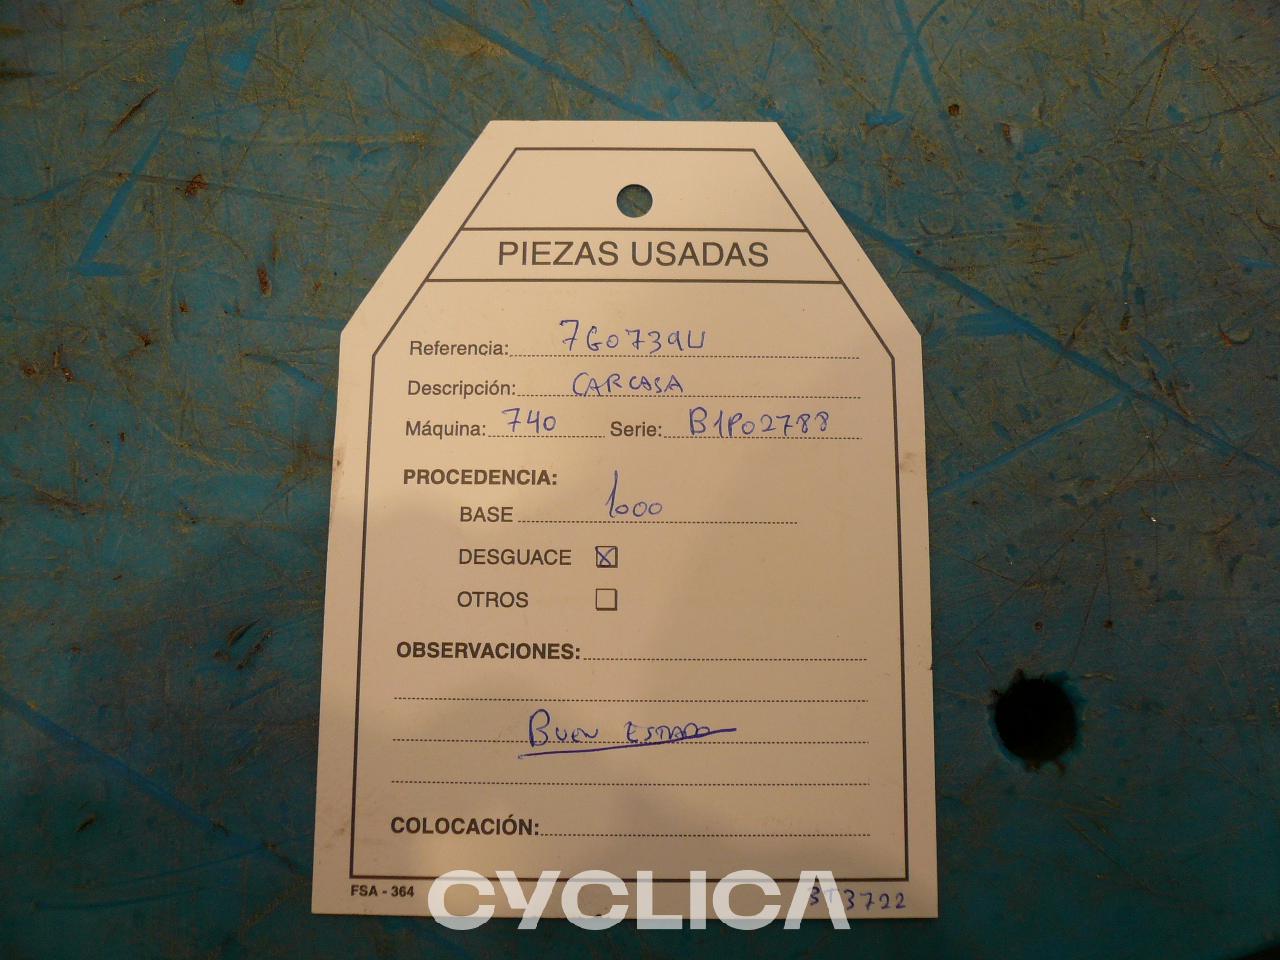 PIEZAS USADAS
Referencia: 7G0739U
Descripción: CARCASA
Máquina: 740 Serie: B1P02788
PROCEDENCIA:
BASE 1000
DESGUACE X
OTROS
OBSERVACIONES:
BUEN ESTADO
COLOCACIÓN:
FSA - 364
3T3722
CYCLICA